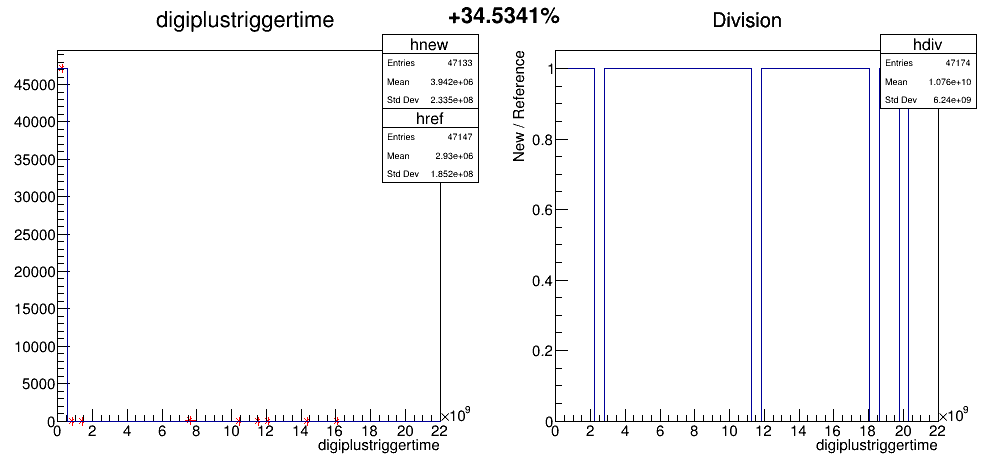 digiplustriggertime
+34.5341%
Division
hnew
Entries 47133
Mean 3.942e+06
Std Dev 2.335e+08
href
Entries 47147
Mean 2.93e+06
Std Dev 1.852e+08
45000
40000
35000
30000
25000
20000
15000
10000
5000
0
0 2 4 6 8 10 12 14 16 18 20 22
×10^9
digiplustriggertime
hdiv
Entries 47174
Mean 1.076e+10
Std Dev 6.24e+09
New / Reference
1
0.8
0.6
0.4
0.2
0
0 2 4 6 8 10 12 14 16 18 20 22
×10^9
digiplustriggertime